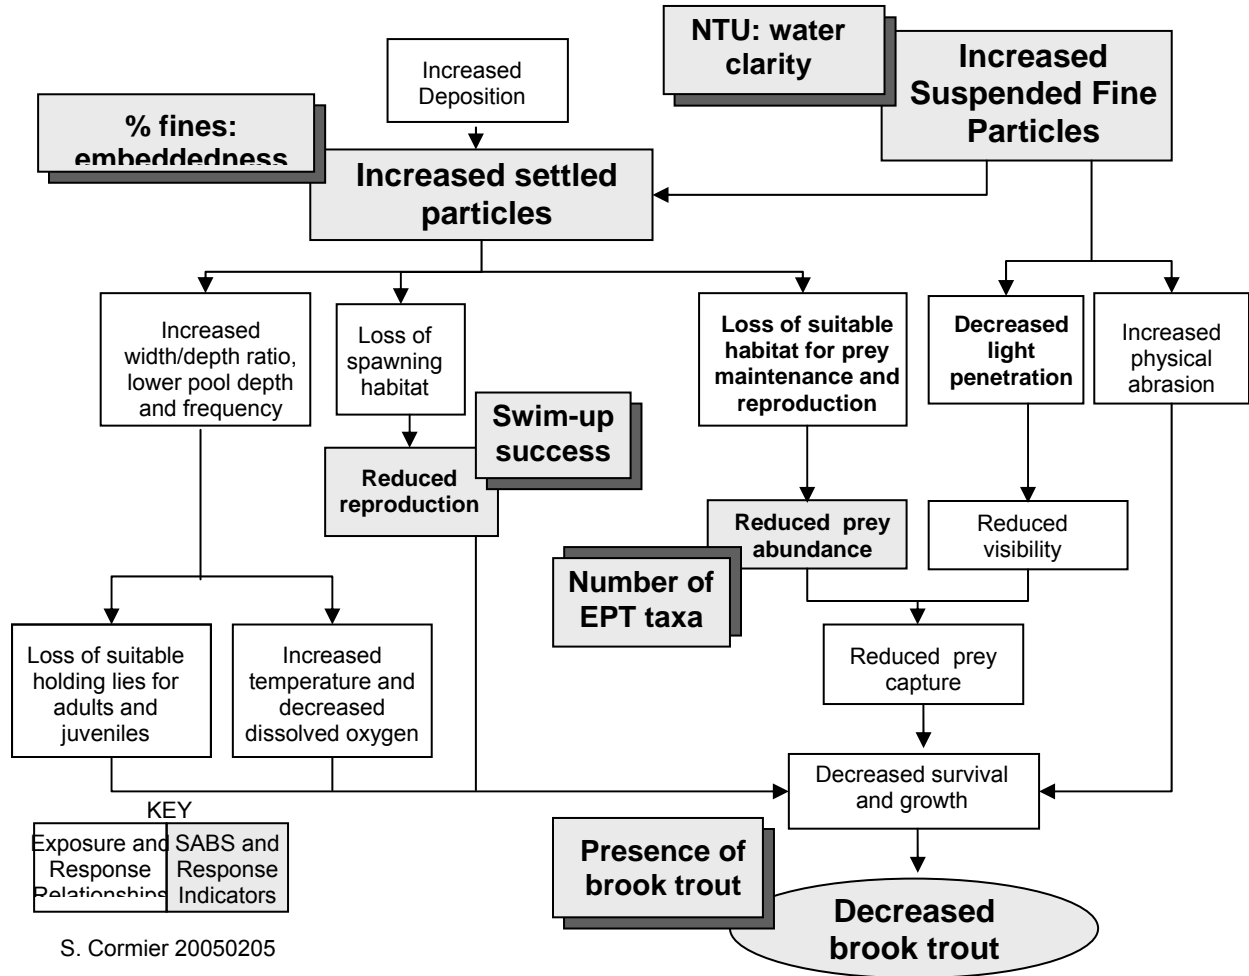 NTU: water
clarity
Increased
Suspended Fine
Particles
Increased
Deposition
% fines:
embeddedness
Increased settled
particles
Increased
width/depth ratio,
lower pool depth
and frequency
Loss of
spawning
habitat
Loss of suitable
habitat for prey
maintenance and
reproduction
Decreased
light
penetration
Increased
physical
abrasion
Swim-up
success
Reduced
reproduction
Reduced prey
abundance
Reduced
visibility
Number of
EPT taxa
Loss of suitable
holding lies for
adults and
juveniles
Increased
temperature and
decreased
dissolved oxygen
Reduced prey
capture
Decreased survival
and growth
KEY
Exposure and
Response
Relationships
SABS and
Response
Indicators
Presence of
brook trout
Decreased
brook trout
S. Cormier 20050205